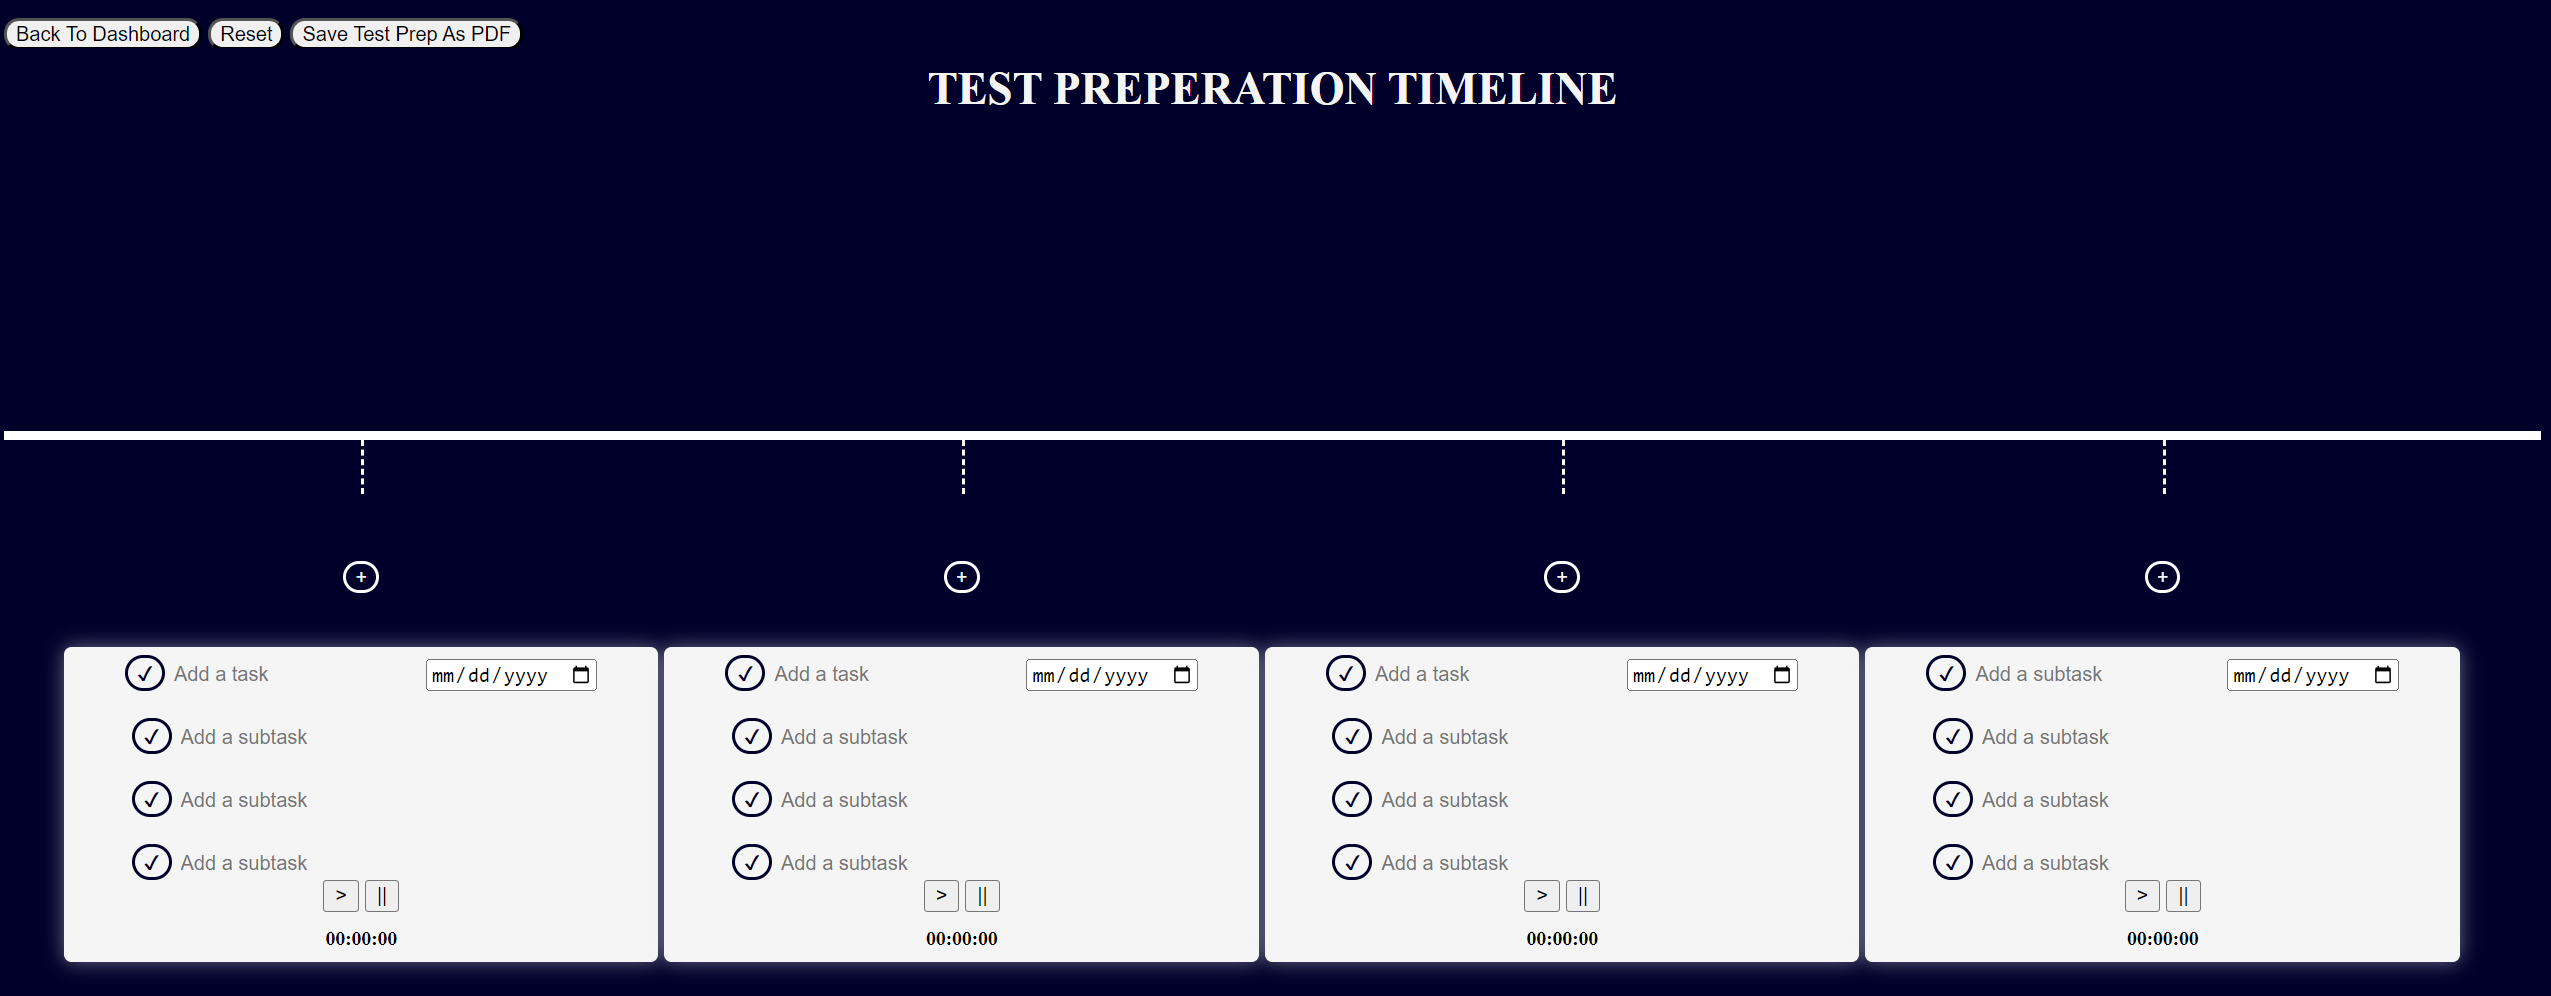 Back To Dashboard Reset Save Test Prep As PDF
TEST PREPERATION TIMELINE
+ + + +
✓ Add a task mm/dd/yyyy ✓ Add a task mm/dd/yyyy ✓ Add a task mm/dd/yyyy ✓ Add a subtask mm/dd/yyyy
✓ Add a subtask ✓ Add a subtask ✓ Add a subtask ✓ Add a subtask
✓ Add a subtask ✓ Add a subtask ✓ Add a subtask ✓ Add a subtask
✓ Add a subtask ✓ Add a subtask ✓ Add a subtask ✓ Add a subtask
> || > || > || > ||
00:00:00 00:00:00 00:00:00 00:00:00